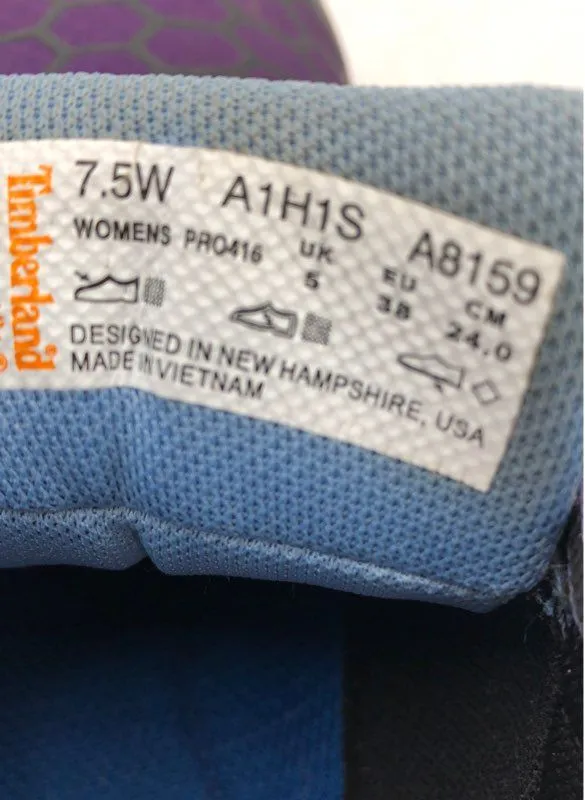 Timberland
7.5W A1H1S A8159
WOMENS PRO416 UK EU CM
5 38 24.0
DESIGNED IN NEW HAMPSHIRE, USA
MADE IN VIETNAM